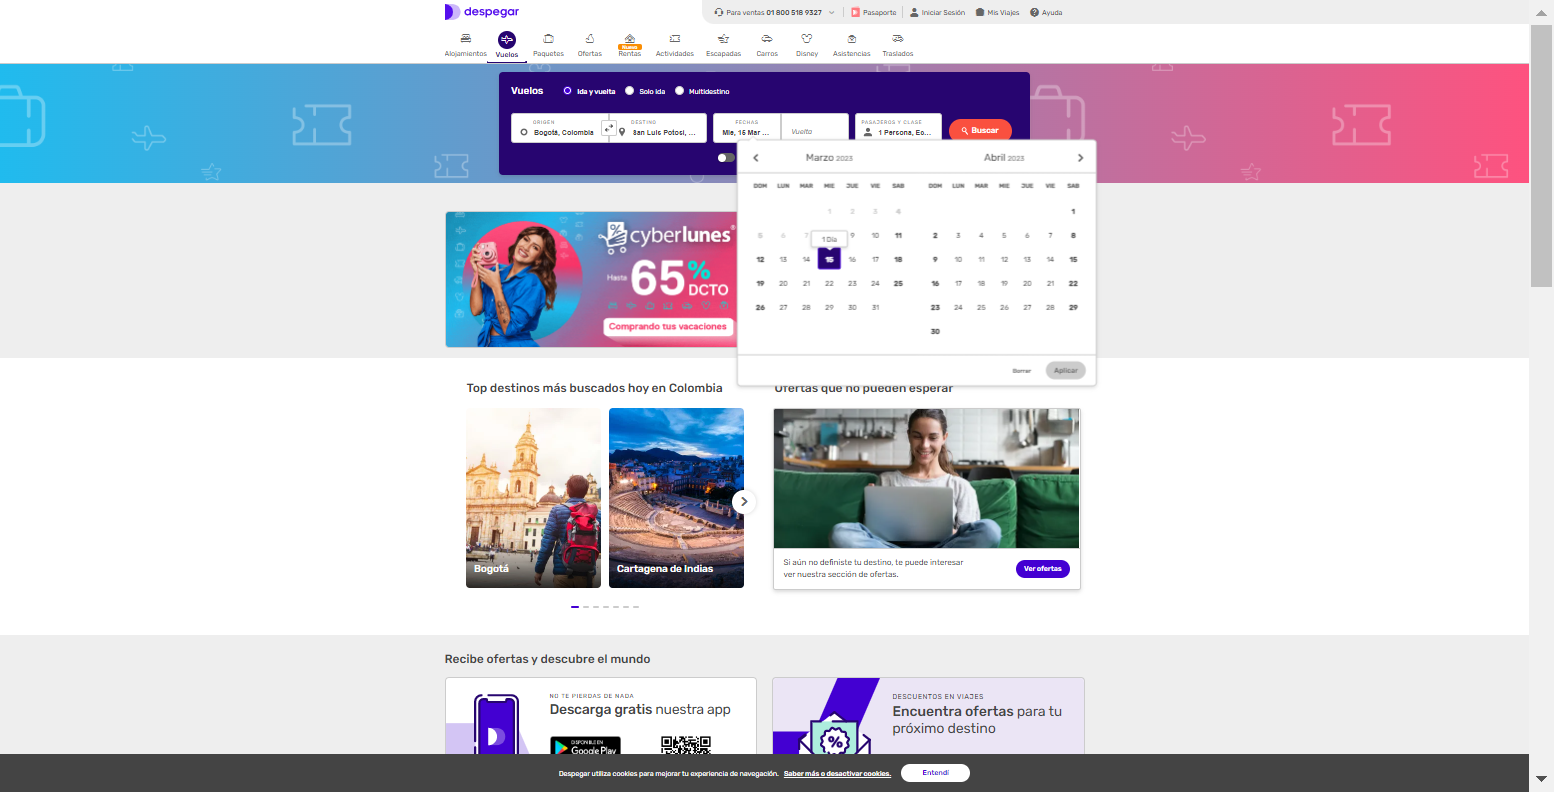 despegar
Para ventas 01 800 518 9327
Pasaporte
Iniciar Sesión
Mis Viajes
Ayuda
Alojamientos
Vuelos
Paquetes
Ofertas
Nuevo
Rentas
Actividades
Escapadas
Carros
Disney
Asistencias
Traslados
Vuelos
Ida y vuelta
Solo ida
Multidestino
ORIGEN
Bogotá, Colombia
DESTINO
San Luis Potosí, ...
FECHAS
Mie, 15 Mar ...
Vuelta
PASAJEROS Y CLASE
1 Persona, Ec...
Buscar
Marzo 2023
DOM LUN MAR MIE JUE VIE SAB
1 2 3 4
5 6 7 9 10 11
1 Día
12 13 14 15 16 17 18
19 20 21 22 23 24 25
26 27 28 29 30 31
Abril 2023
DOM LUN MAR MIE JUE VIE SAB
1
2 3 4 5 6 7 8
9 10 11 12 13 14 15
16 17 18 19 20 21 22
23 24 25 26 27 28 29
30
Borrar
Aplicar
cyberlunes
Hasta 65% DCTO
Comprando tus vacaciones
Top destinos más buscados hoy en Colombia
Bogotá
Cartagena de Indias
Ofertas que no pueden esperar
Si aún no definiste tu destino, te puede interesar
ver nuestra sección de ofertas.
Ver ofertas
Recibe ofertas y descubre el mundo
NO TE PIERDAS DE NADA
Descarga gratis nuestra app
DISPONIBLE EN
Google Play
DESCUENTOS EN VIAJES
Encuentra ofertas para tu
próximo destino
%
Despegar utiliza cookies para mejorar tu experiencia de navegación. Saber más o desactivar cookies.
Entendí